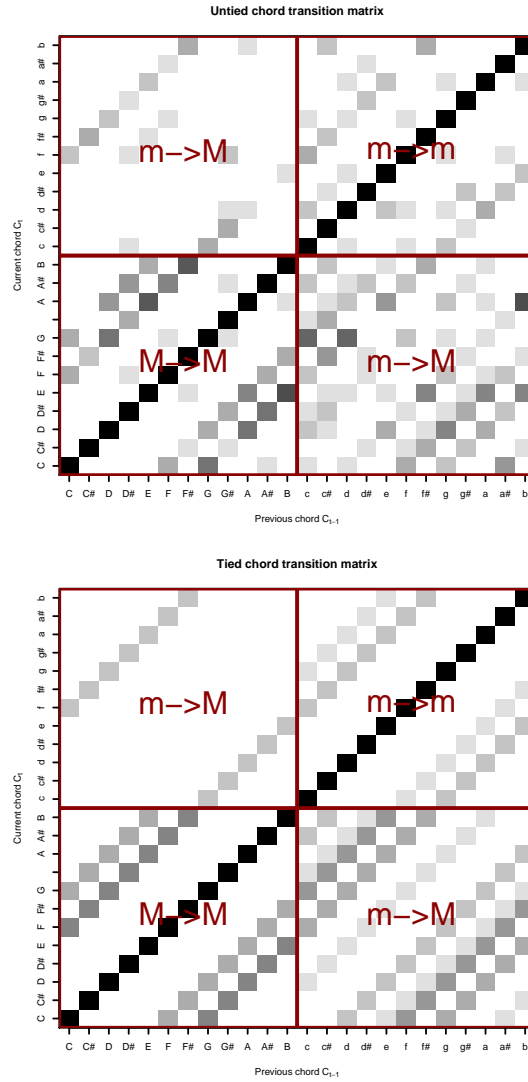 Untied chord transition matrix
b
a#
a
g#
g
f#
f
e
d#
d
c#
c
B
A#
A
G
F#
F
E
D#
D
C#
C
Current chord Cₜ
m−>M
m−>m
M−>M
m−>M
C C# D D# E F F# G G# A A# B c c# d d# e f f# g g# a a# b
Previous chord Cₜ₋₁
Tied chord transition matrix
b
a#
a
g#
g
f#
f
e
d#
d
c#
c
B
A#
A
G
F#
F
E
D#
D
C#
C
Current chord Cₜ
m−>M
m−>m
M−>M
m−>M
C C# D D# E F F# G G# A A# B c c# d d# e f f# g g# a a# b
Previous chord Cₜ₋₁